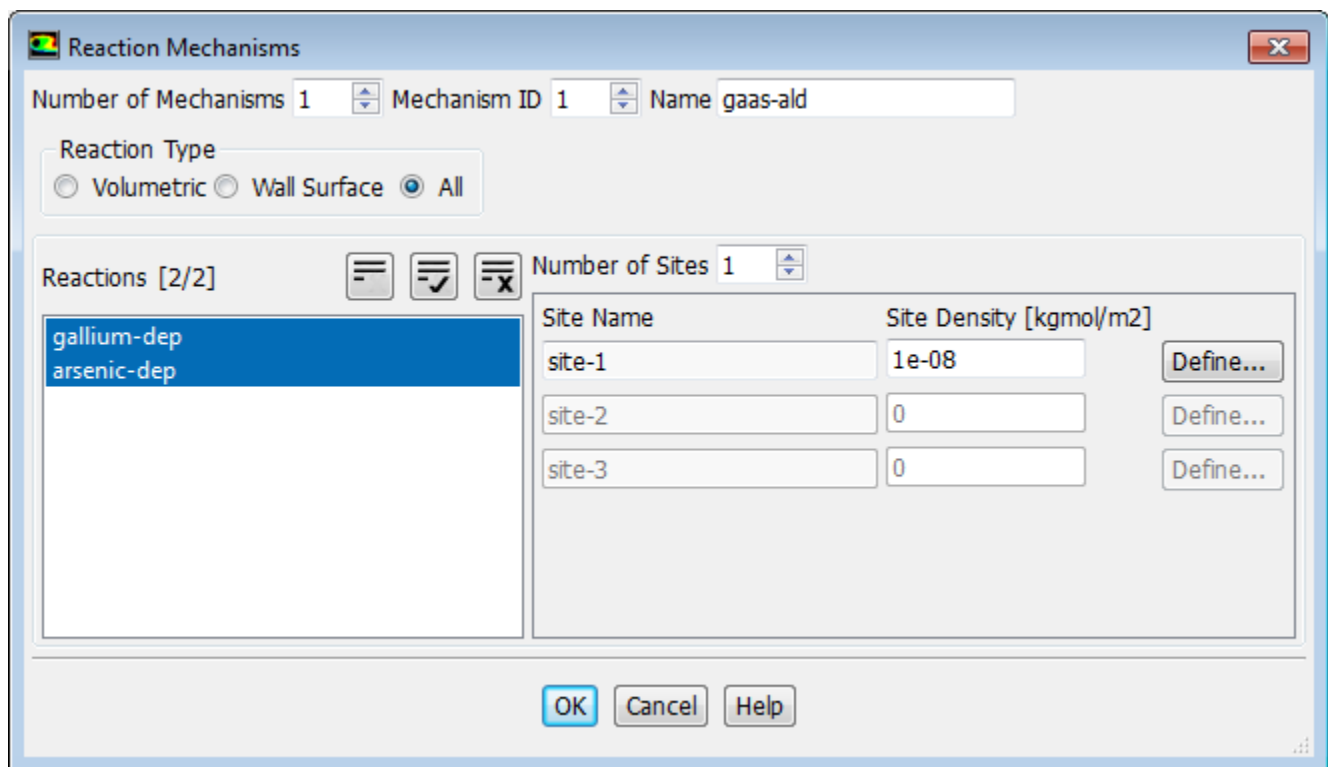 Reaction Mechanisms
Number of Mechanisms 1 Mechanism ID 1 Name gaas-ald
Reaction Type
Volumetric Wall Surface All
Reactions [2/2]
gallium-dep
arsenic-dep
Number of Sites 1
Site Name Site Density [kgmol/m2]
site-1 1e-08 Define...
site-2 0 Define...
site-3 0 Define...
OK Cancel Help